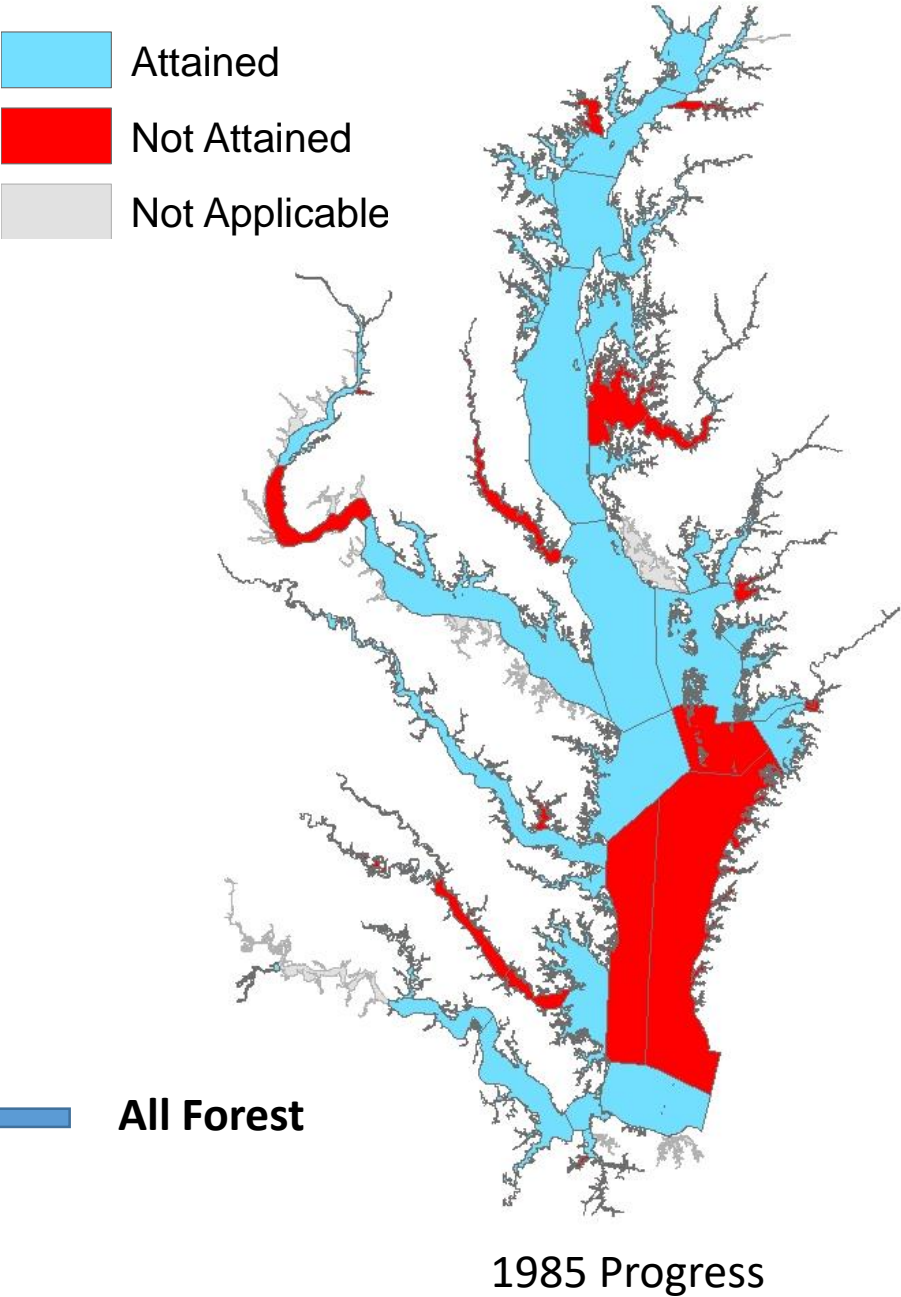 Attained
Not Attained
Not Applicable
All Forest
1985 Progress